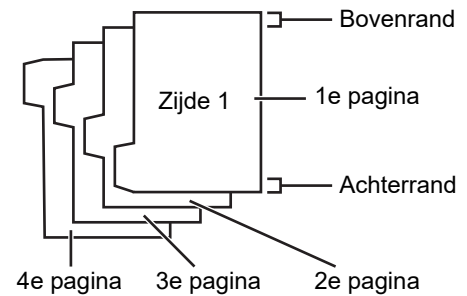 Bovenrand
Zijde 1
1e pagina
Achterrand
4e pagina
3e pagina
2e pagina